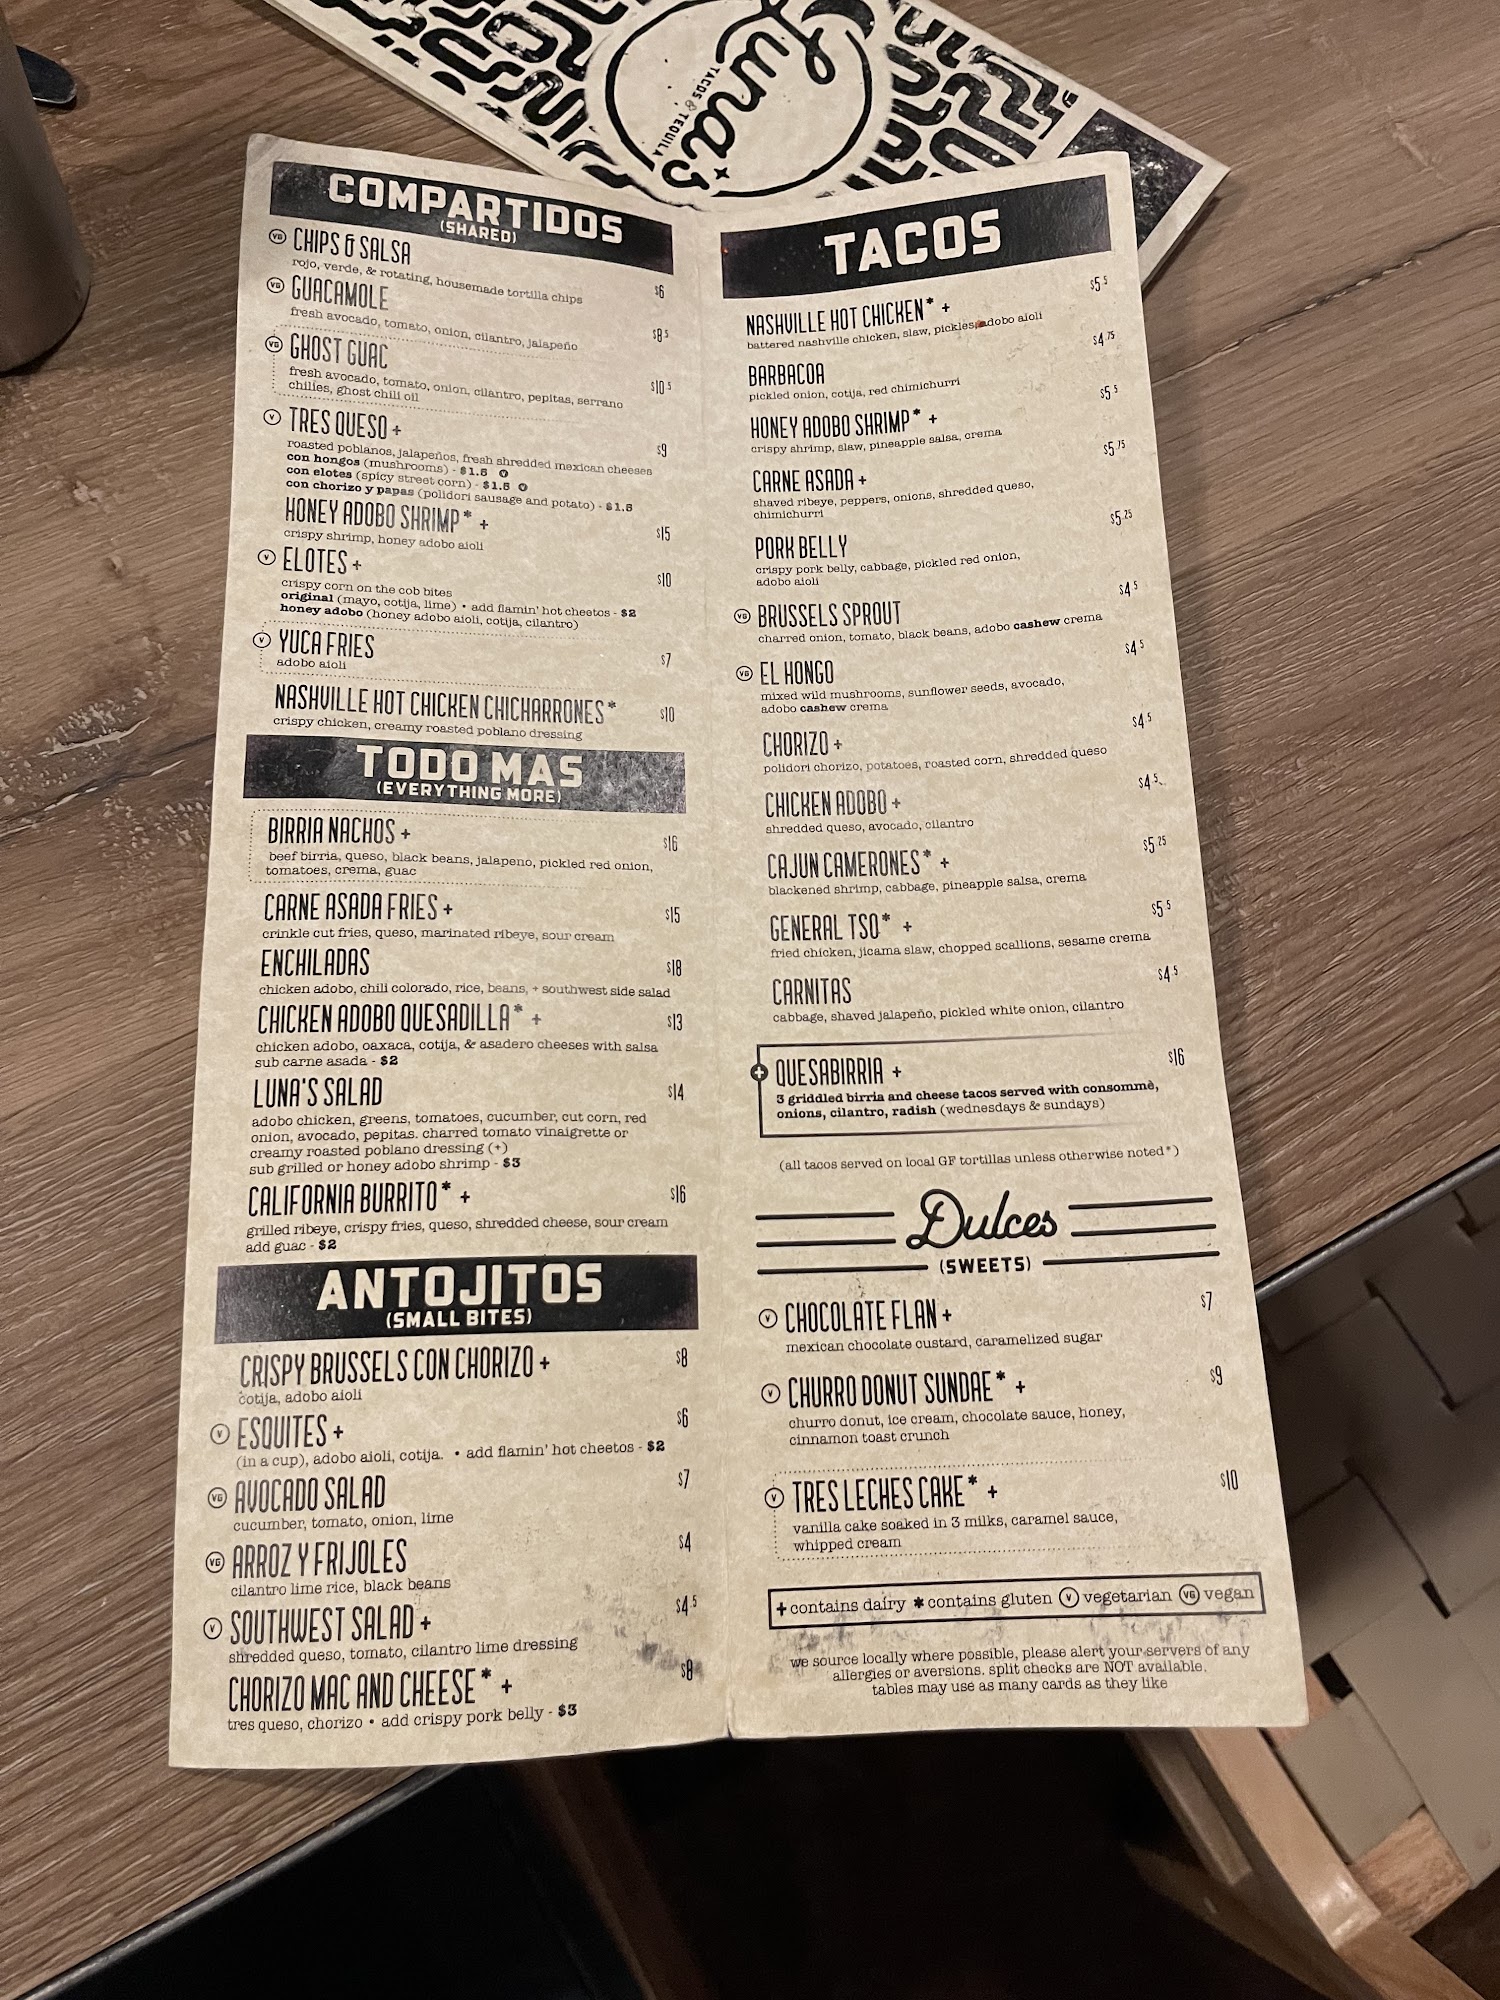 Luna's
TACOS & TEQUILA
COMPARTIDOS
(SHARED)
VG CHIPS & SALSA
rojo, verde, & rotating, housemade tortilla chips $6
VG GUACAMOLE
fresh avocado, tomato, onion, cilantro, jalapeño $8.5
VG GHOST GUAC
fresh avocado, tomato, onion, cilantro, pepitas, serrano $10.5
chilies, ghost chili oil
V TRES QUESO +
roasted poblanos, jalapeños, fresh shredded mexican cheeses $9
con hongos (mushrooms) - $1.5 V
con elotes (spicy street corn) - $1.5 V
con chorizo y papas (polidori sausage and potato) - $1.5
HONEY ADOBO SHRIMP* + $15
crispy shrimp, honey adobo aioli
V ELOTES + $10
crispy corn on the cob bites
original (mayo, cotija, lime) • add flamin' hot cheetos - $2
honey adobo (honey adobo aioli, cotija, cilantro)
V YUCA FRIES $7
adobo aioli
NASHVILLE HOT CHICKEN CHICHARRONES* $10
crispy chicken, creamy roasted poblano dressing
TODO MAS
(EVERYTHING MORE)
BIRRIA NACHOS + $16
beef birria, queso, black beans, jalapeno, pickled red onion,
tomatoes, crema, guac
CARNE ASADA FRIES + $15
crinkle cut fries, queso, marinated ribeye, sour cream
ENCHILADAS $18
chicken adobo, chili colorado, rice, beans, + southwest side salad
CHICKEN ADOBO QUESADILLA* + $13
chicken adobo, oaxaca, cotija, & asadero cheeses with salsa
sub carne asada - $2
LUNA'S SALAD $14
adobo chicken, greens, tomatoes, cucumber, cut corn, red
onion, avocado, pepitas. charred tomato vinaigrette or
creamy roasted poblano dressing (+)
sub grilled or honey adobo shrimp - $3
CALIFORNIA BURRITO* + $16
grilled ribeye, crispy fries, queso, shredded cheese, sour cream
add guac - $2
ANTOJITOS
(SMALL BITES)
CRISPY BRUSSELS CON CHORIZO + $8
cotija, adobo aioli
V ESQUITES + $6
(in a cup), adobo aioli, cotija. • add flamin' hot cheetos - $2
VG AVOCADO SALAD $7
cucumber, tomato, onion, lime
VG ARROZ Y FRIJOLES $4
cilantro lime rice, black beans
V SOUTHWEST SALAD + $4.5
shredded queso, tomato, cilantro lime dressing
CHORIZO MAC AND CHEESE* + $8
tres queso, chorizo • add crispy pork belly - $3
TACOS
NASHVILLE HOT CHICKEN* + $5.5
battered nashville chicken, slaw, pickles, adobo aioli
BARBACOA $4.75
pickled onion, cotija, red chimichurri
HONEY ADOBO SHRIMP* + $5.5
crispy shrimp, slaw, pineapple salsa, crema
CARNE ASADA + $5.75
shaved ribeye, peppers, onions, shredded queso,
chimichurri
PORK BELLY $5.25
crispy pork belly, cabbage, pickled red onion,
adobo aioli
VG BRUSSELS SPROUT $4.5
charred onion, tomato, black beans, adobo cashew crema
VG EL HONGO $4.5
mixed wild mushrooms, sunflower seeds, avocado,
adobo cashew crema
CHORIZO + $4.5
polidori chorizo, potatoes, roasted corn, shredded queso
CHICKEN ADOBO + $4.5
shredded queso, avocado, cilantro
CAJUN CAMERONES* + $5.25
blackened shrimp, cabbage, pineapple salsa, crema
GENERAL TSO* + $5.5
fried chicken, jicama slaw, chopped scallions, sesame crema
CARNITAS $4.5
cabbage, shaved jalapeño, pickled white onion, cilantro
QUESABIRRIA + $16
3 griddled birria and cheese tacos served with consommè,
onions, cilantro, radish (wednesdays & sundays)
(all tacos served on local GF tortillas unless otherwise noted*)
Dulces
(SWEETS)
V CHOCOLATE FLAN + $7
mexican chocolate custard, caramelized sugar
V CHURRO DONUT SUNDAE* + $9
churro donut, ice cream, chocolate sauce, honey,
cinnamon toast crunch
V TRES LECHES CAKE* + $10
vanilla cake soaked in 3 milks, caramel sauce,
whipped cream
+ contains dairy * contains gluten V vegetarian VG vegan
we source locally where possible, please alert your servers of any
allergies or aversions. split checks are NOT available,
tables may use as many cards as they like